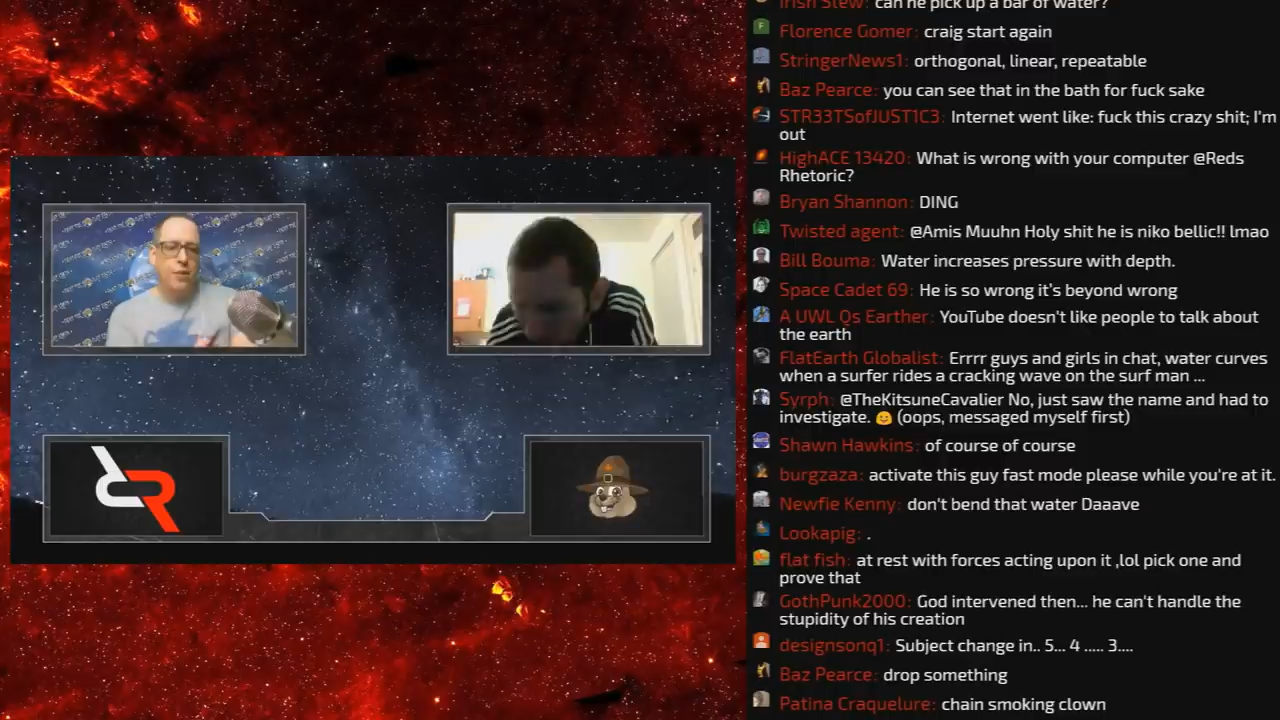 Irish Stew: can he pick up a bar of water?
Florence Gomer: craig start again
StringerNews1: orthogonal, linear, repeatable
Baz Pearce: you can see that in the bath for fuck sake
STR33TSofJUST1C3: Internet went like: fuck this crazy shit; I'm
out
HighACE 13420: What is wrong with your computer @Reds
Rhetoric?
Bryan Shannon: DING
Twisted agent: @Amis Muuhn Holy shit he is niko bellic!! lmao
Bill Bouma: Water increases pressure with depth.
Space Cadet 69: He is so wrong it's beyond wrong
A UWL Qs Earther: YouTube doesn't like people to talk about
the earth
FlatEarth Globalist: Errrr guys and girls in chat, water curves
when a surfer rides a cracking wave on the surf man ...
Syrph: @TheKitsuneCavalier No, just saw the name and had to
investigate. 🤗 (oops, messaged myself first)
Shawn Hawkins: of course of course
burgzaza: activate this guy fast mode please while you're at it.
Newfie Kenny: don't bend that water Daaave
Lookapig: .
flat fish: at rest with forces acting upon it ,lol pick one and
prove that
GothPunk2000: God intervened then... he can't handle the
stupidity of his creation
designsonq1: Subject change in.. 5... 4 ..... 3....
Baz Pearce: drop something
Patina Craquelure: chain smoking clown